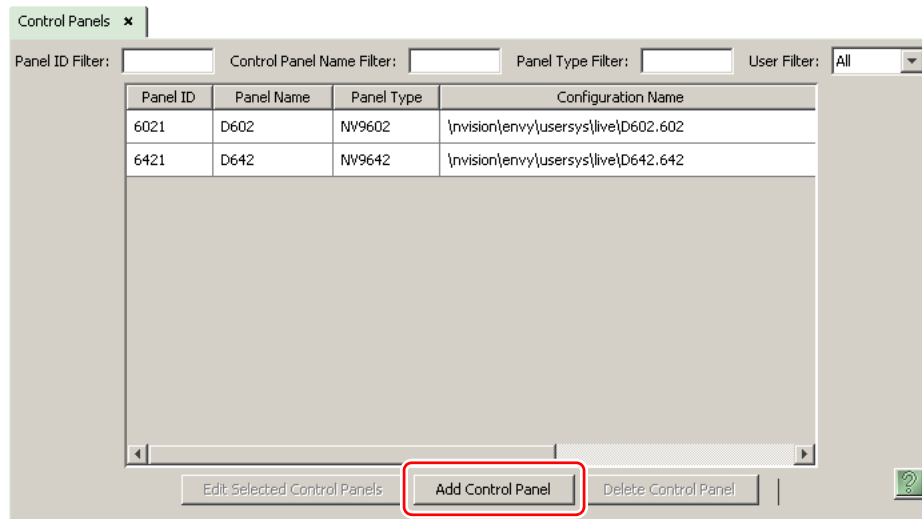 Control Panels
Panel ID Filter: Control Panel Name Filter: Panel Type Filter: User Filter: All
Panel ID Panel Name Panel Type Configuration Name
6021 D602 NV9602 \nvision\envy\usersys\live\D602.602
6421 D642 NV9642 \nvision\envy\usersys\live\D642.642
Edit Selected Control Panels Add Control Panel Delete Control Panel ?